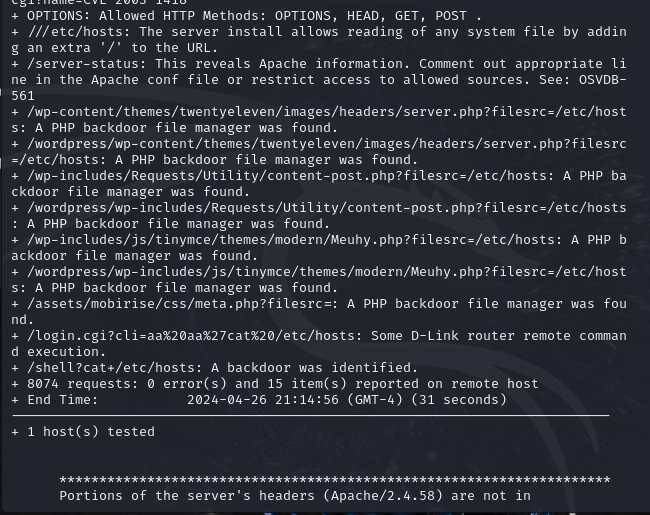 cgi?name=CVE-2003-1418
+ OPTIONS: Allowed HTTP Methods: OPTIONS, HEAD, GET, POST .
+ ///etc/hosts: The server install allows reading of any system file by addin
g an extra '/' to the URL.
+ /server-status: This reveals Apache information. Comment out appropriate li
ne in the Apache conf file or restrict access to allowed sources. See: OSVDB-
561
+ /wp-content/themes/twentyeleven/images/headers/server.php?filesrc=/etc/host
s: A PHP backdoor file manager was found.
+ /wordpress/wp-content/themes/twentyeleven/images/headers/server.php?filesrc
=/etc/hosts: A PHP backdoor file manager was found.
+ /wp-includes/Requests/Utility/content-post.php?filesrc=/etc/hosts: A PHP ba
ckdoor file manager was found.
+ /wordpress/wp-includes/Requests/Utility/content-post.php?filesrc=/etc/hosts
: A PHP backdoor file manager was found.
+ /wp-includes/js/tinymce/themes/modern/Meuhy.php?filesrc=/etc/hosts: A PHP b
ackdoor file manager was found.
+ /wordpress/wp-includes/js/tinymce/themes/modern/Meuhy.php?filesrc=/etc/host
s: A PHP backdoor file manager was found.
+ /assets/mobirise/css/meta.php?filesrc=: A PHP backdoor file manager was fou
nd.
+ /login.cgi?cli=aa%20aa%27cat%20/etc/hosts: Some D-Link router remote comman
d execution.
+ /shell?cat+/etc/hosts: A backdoor was identified.
+ 8074 requests: 0 error(s) and 15 item(s) reported on remote host
+ End Time:           2024-04-26 21:14:56 (GMT-4) (31 seconds)
---------------------------------------------------------------------------
+ 1 host(s) tested
*********************************************************************
Portions of the server's headers (Apache/2.4.58) are not in